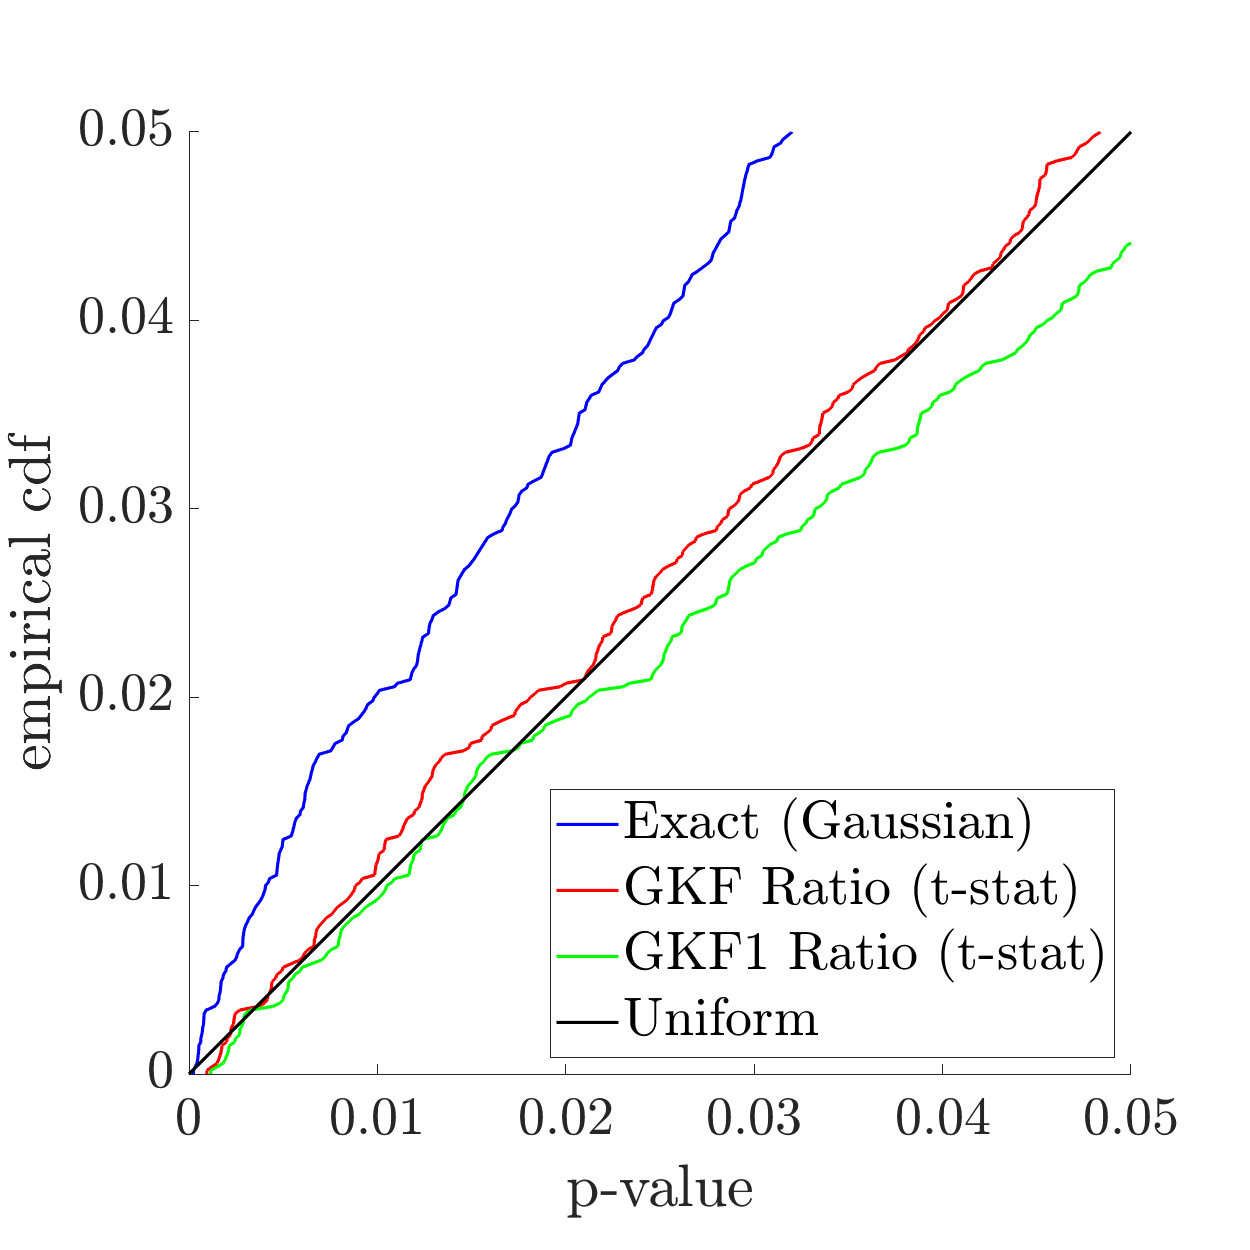 0.05
0.04
0.03
0.02
0.01
0
empirical cdf
Exact (Gaussian)
GKF Ratio (t-stat)
GKF1 Ratio (t-stat)
Uniform
0 0.01 0.02 0.03 0.04 0.05
p-value